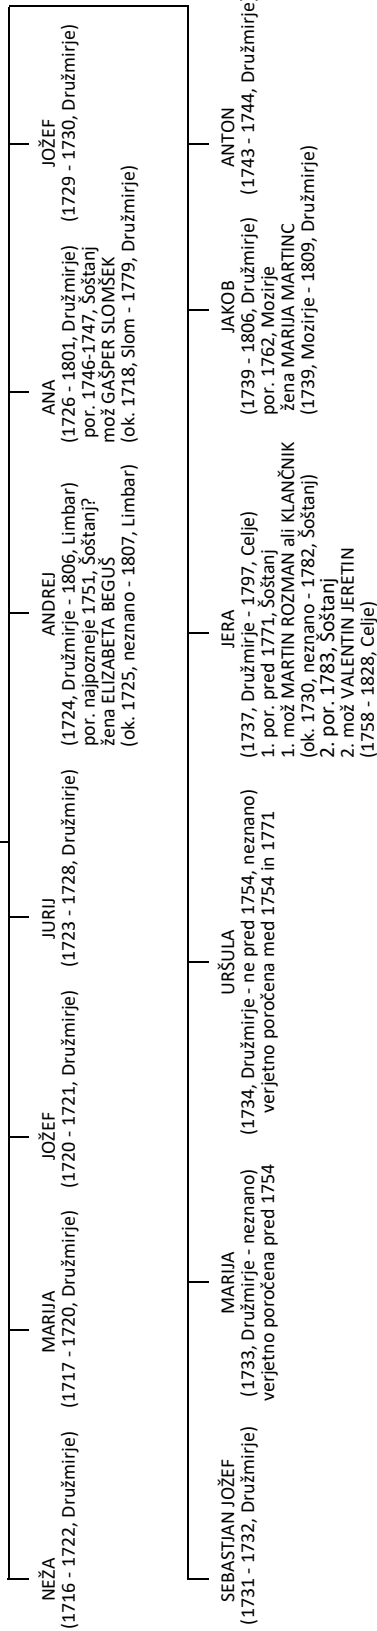 NEŽA
(1716 - 1722, Družmirje)
MARIJA
(1717 - 1720, Družmirje)
JOŽEF
(1720 - 1721, Družmirje)
JURIJ
(1723 - 1728, Družmirje)
ANDREJ
(1724, Družmirje - 1806, Limbar)
por. najpozneje 1751, Šoštanj?
žena ELIZABETA BEGUŠ
(ok. 1725, neznano - 1807, Limbar)
ANA
(1726 - 1801, Družmirje)
por. 1746-1747, Šoštanj
mož GAŠPER SLOMŠEK
(ok. 1718, Slom - 1779, Družmirje)
JOŽEF
(1729 - 1730, Družmirje)
SEBASTJAN JOŽEF
(1731 - 1732, Družmirje)
MARIJA
(1733, Družmirje - neznano)
verjetno poročena pred 1754
URŠULA
(1734, Družmirje - ne pred 1754, neznano)
verjetno poročena med 1754 in 1771
JERA
(1737, Družmirje - 1797, Celje)
1. por. pred 1771, Šoštanj
1. mož MARTIN ROZMAN ali KLANČNIK
(ok. 1730, neznano - 1782, Šoštanj)
2. por. 1783, Šoštanj
2. mož VALENTIN JERETIN
(1758 - 1828, Celje)
JAKOB
(1739 - 1806, Družmirje)
por. 1762, Mozirje
žena MARIJA MARTINC
(1739, Mozirje - 1809, Družmirje)
ANTON
(1743 - 1744, Družmirje)